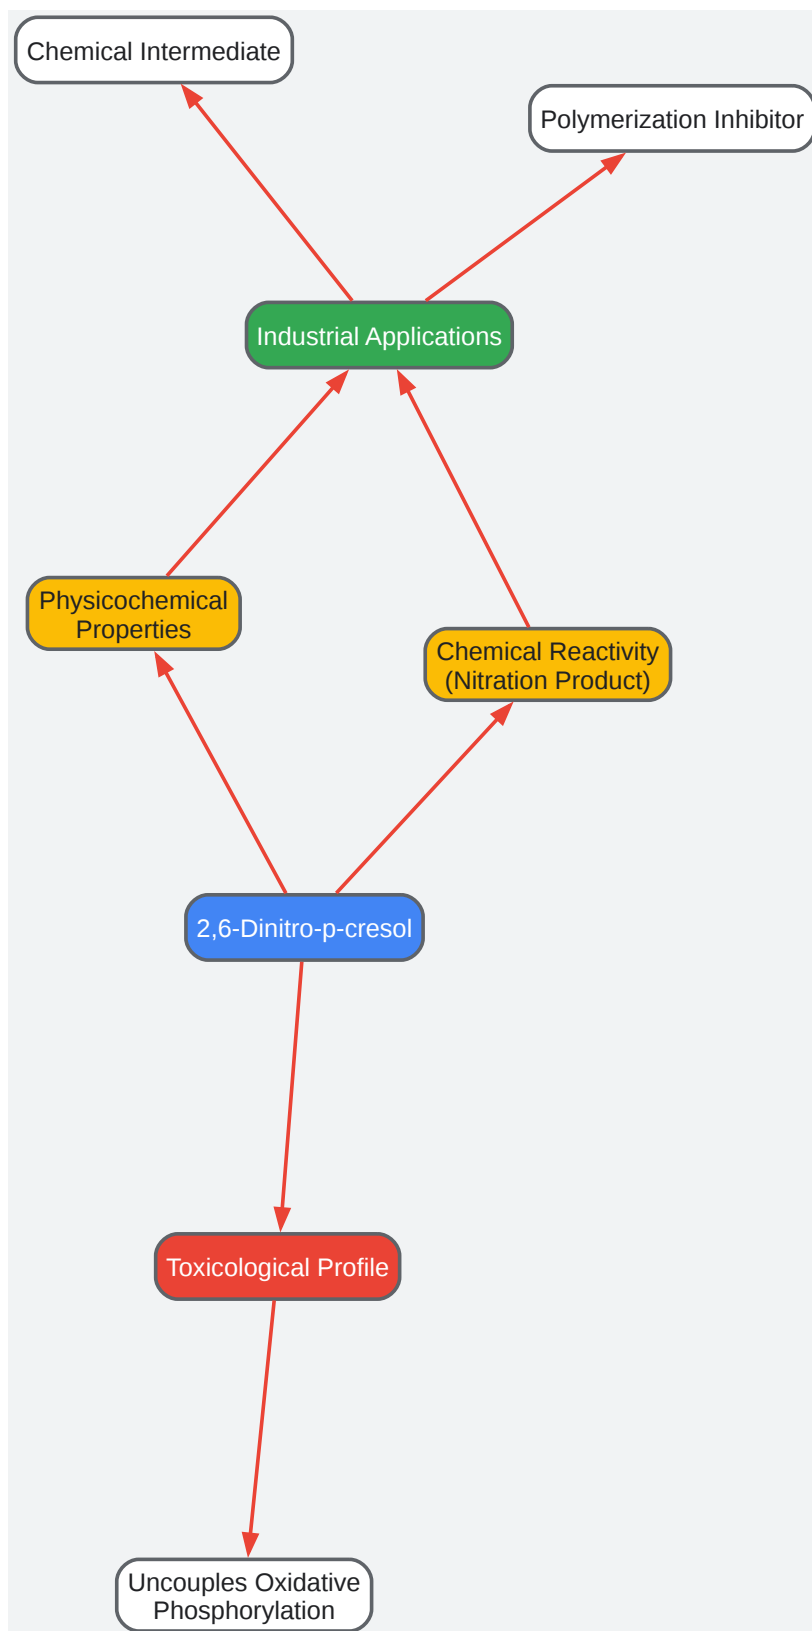 Chemical Intermediate
Polymerization Inhibitor
Industrial Applications
Physicochemical
Properties
Chemical Reactivity
(Nitration Product)
2,6-Dinitro-p-cresol
Toxicological Profile
Uncouples Oxidative
Phosphorylation